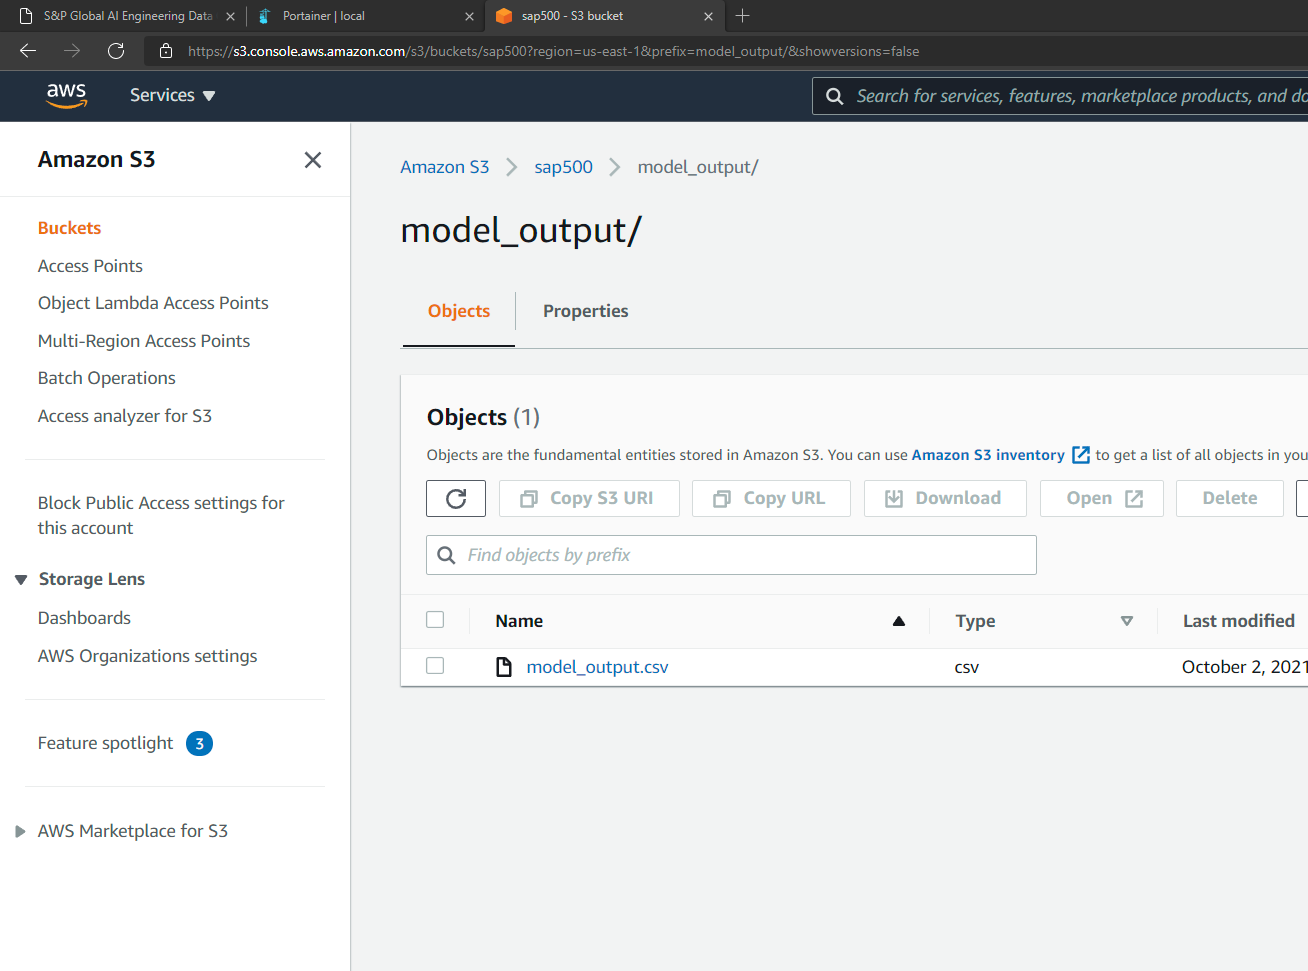 S&P Global AI Engineering Data
Portainer | local
sap500 - S3 bucket
https://s3.console.aws.amazon.com/s3/buckets/sap500?region=us-east-1&prefix=model_output/&showversions=false
aws
Services
Search for services, features, marketplace products, and do
Amazon S3
Buckets
Access Points
Object Lambda Access Points
Multi-Region Access Points
Batch Operations
Access analyzer for S3
Block Public Access settings for
this account
Storage Lens
Dashboards
AWS Organizations settings
Feature spotlight 3
AWS Marketplace for S3
Amazon S3 sap500 model_output/
model_output/
Objects Properties
Objects (1)
Objects are the fundamental entities stored in Amazon S3. You can use Amazon S3 inventory to get a list of all objects in you
Copy S3 URI Copy URL Download Open Delete
Find objects by prefix
Name Type Last modified
model_output.csv csv October 2, 2021